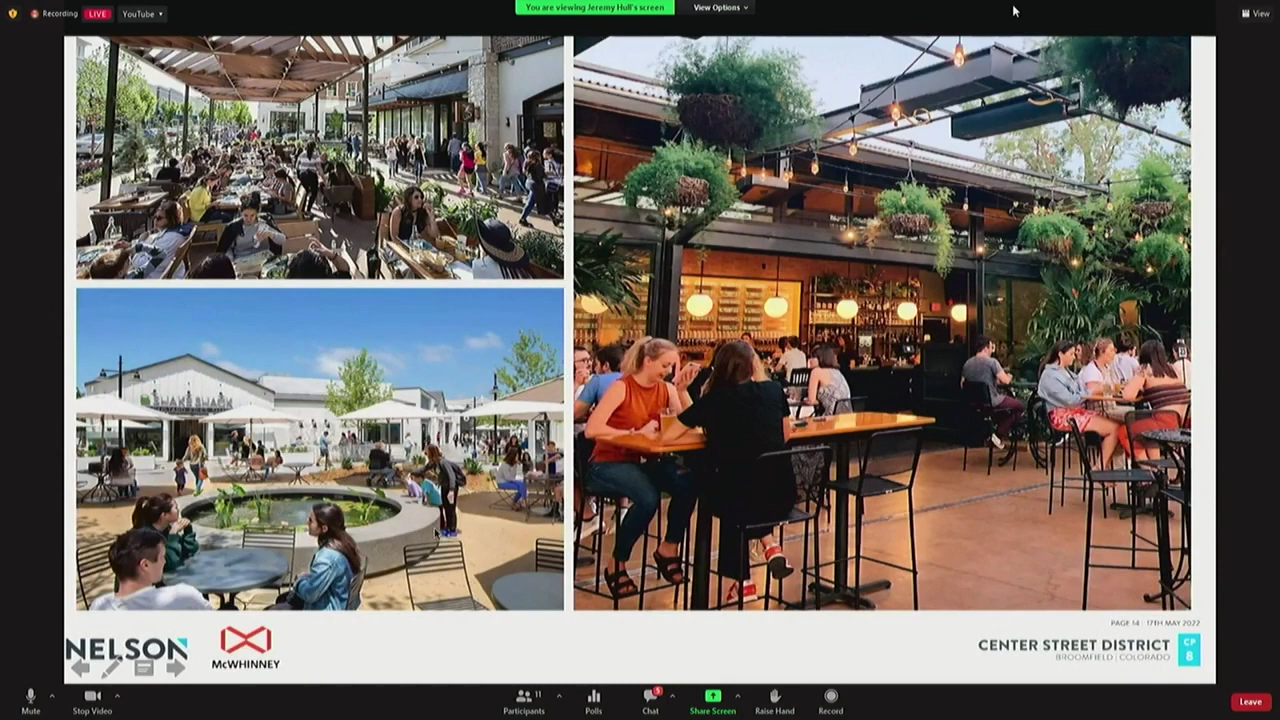 Recording
LIVE
YouTube
You are viewing Jeremy Hull's screen
View Options
View
SHAKE SHACK
NELSON
McWHINNEY
PAGE 14 17TH MAY 2022
CENTER STREET DISTRICT
BROOMFIELD | COLORADO
CP
8
Mute
Stop Video
11
Participants
Polls
5
Chat
Share Screen
Raise Hand
Record
Leave